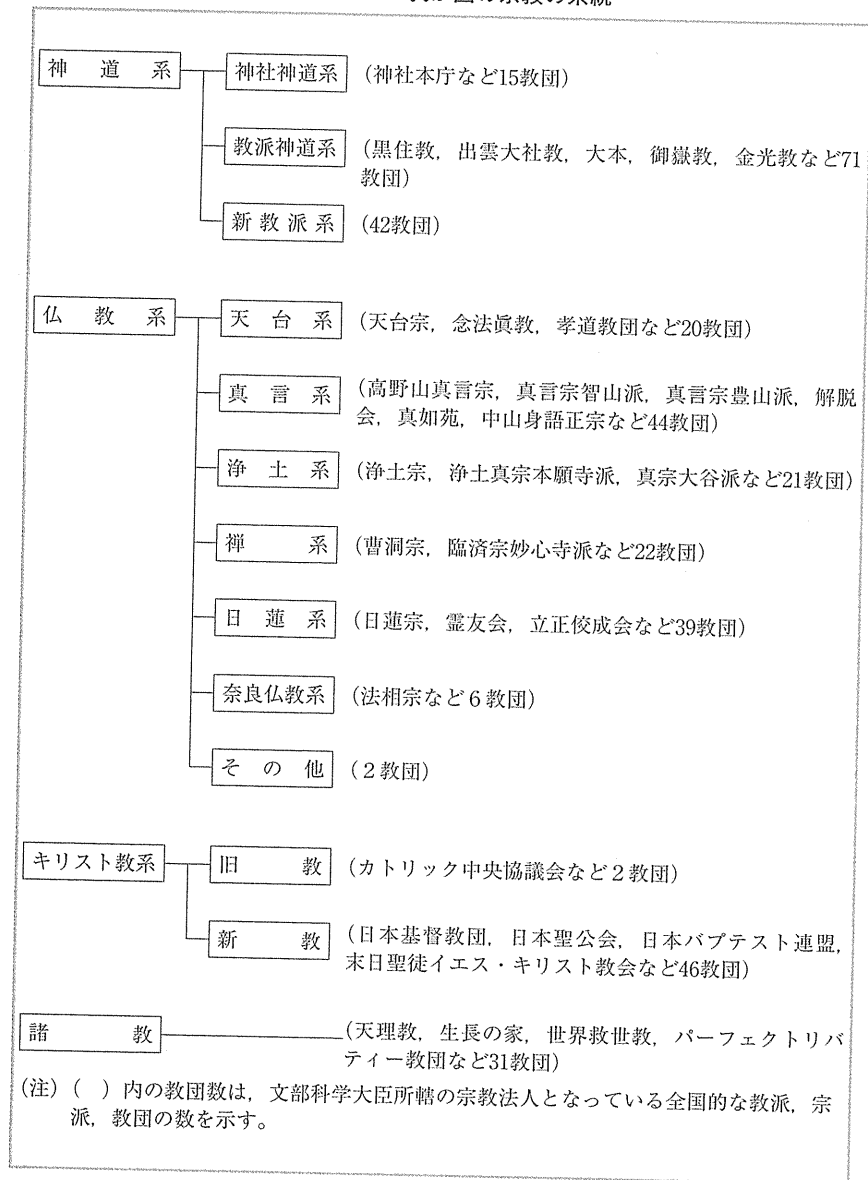 神道系
神社神道系 (神社本庁など15教団)
教派神道系 (黒住教，出雲大社教，大本，御嶽教，金光教など71
教団)
新教派系 (42教団)
仏教系
天台系 (天台宗，念法眞教，孝道教団など20教団)
真言系 (高野山真言宗，真言宗智山派，真言宗豊山派，解脱
会，真如苑，中山身語正宗など44教団)
浄土系 (浄土宗，浄土真宗本願寺派，真宗大谷派など21教団)
禅系 (曹洞宗，臨済宗妙心寺派など22教団)
日蓮系 (日蓮宗，霊友会，立正佼成会など39教団)
奈良仏教系 (法相宗など6教団)
その他 (2教団)
キリスト教系
旧教 (カトリック中央協議会など2教団)
新教 (日本基督教団，日本聖公会，日本バプテスト連盟，
末日聖徒イエス・キリスト教会など46教団)
諸教 (天理教，生長の家，世界救世教，パーフェクトリバ
ティー教団など31教団)
(注) ( )内の教団数は，文部科学大臣所轄の宗教法人となっている全国的な教派，宗
派，教団の数を示す。